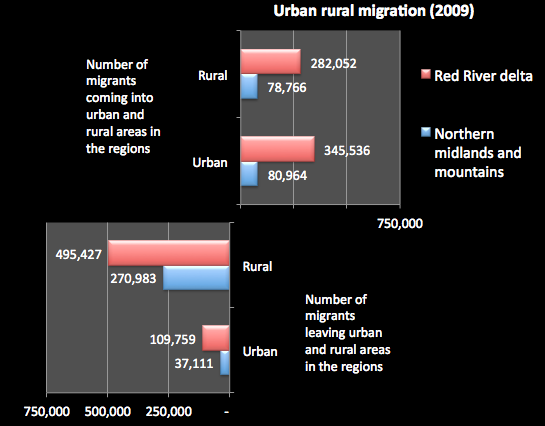 Urban rural migration (2009)
Number of
migrants
coming into
urban and
rural areas in
the regions
Rural
282,052
78,766
Urban
345,536
80,964
750,000
Red River delta
Northern
midlands and
mountains
495,427
270,983
Rural
109,759
37,111
Urban
Number of
migrants
leaving urban
and rural areas
in the regions
750,000 500,000 250,000 -